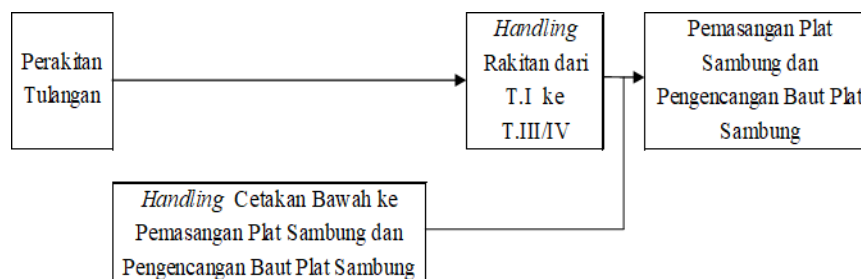 Perakitan
Tulangan
Handling
Rakitan dari
T.I ke
T.III/IV
Pemasangan Plat
Sambung dan
Pengencangan Baut Plat
Sambung
Handling Cetakan Bawah ke
Pemasangan Plat Sambung dan
Pengencangan Baut Plat Sambung